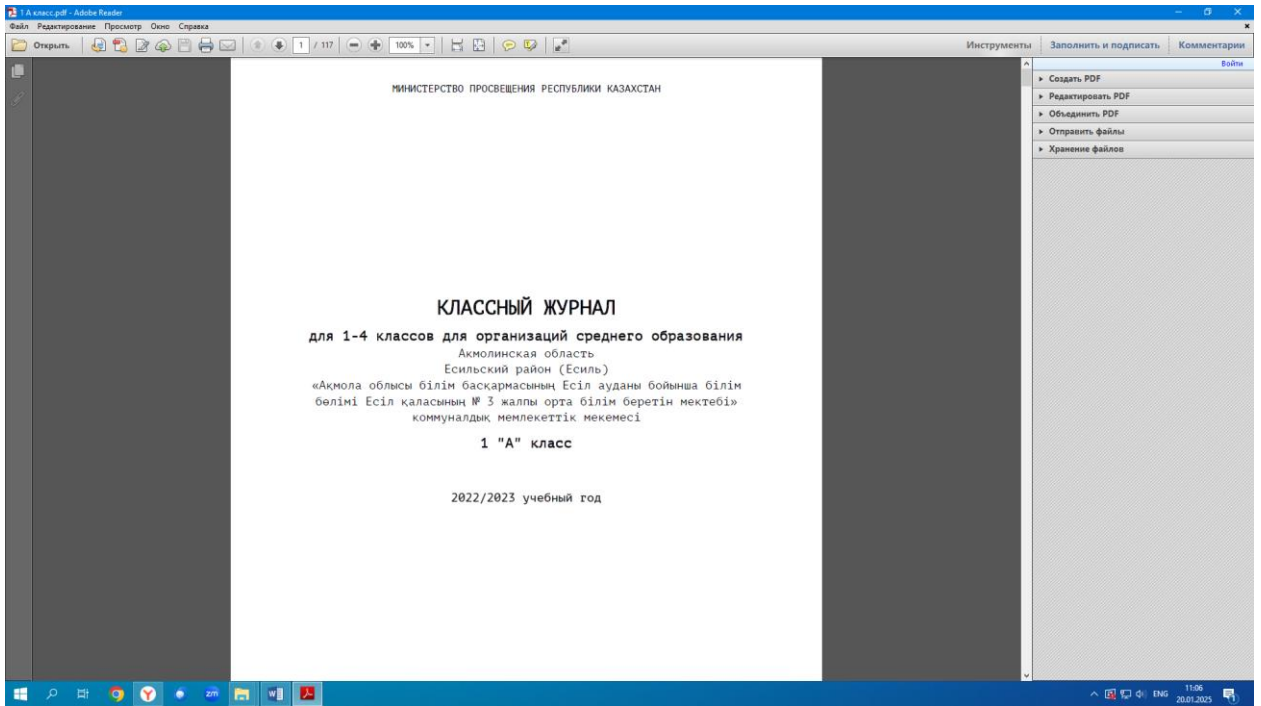 1 А класс.pdf - Adobe Reader
Файл Редактирование Просмотр Окно Справка
Открыть 1 / 117 100% Инструменты Заполнить и подписать Комментарии
Войти
Создать PDF
Редактировать PDF
Объединить PDF
Отправить файлы
Хранение файлов
МИНИСТЕРСТВО ПРОСВЕЩЕНИЯ РЕСПУБЛИКИ КАЗАХСТАН
КЛАССНЫЙ ЖУРНАЛ
для 1-4 классов для организаций среднего образования
Акмолинская область
Есильский район (Есиль)
«Ақмола облысы білім басқармасының Есіл ауданы бойынша білім
бөлімі Есіл қаласының № 3 жалпы орта білім беретін мектебі»
коммуналдық мемлекеттік мекемесі
1 "А" класс
2022/2023 учебный год
zm
ENG
11:06
20.01.2025